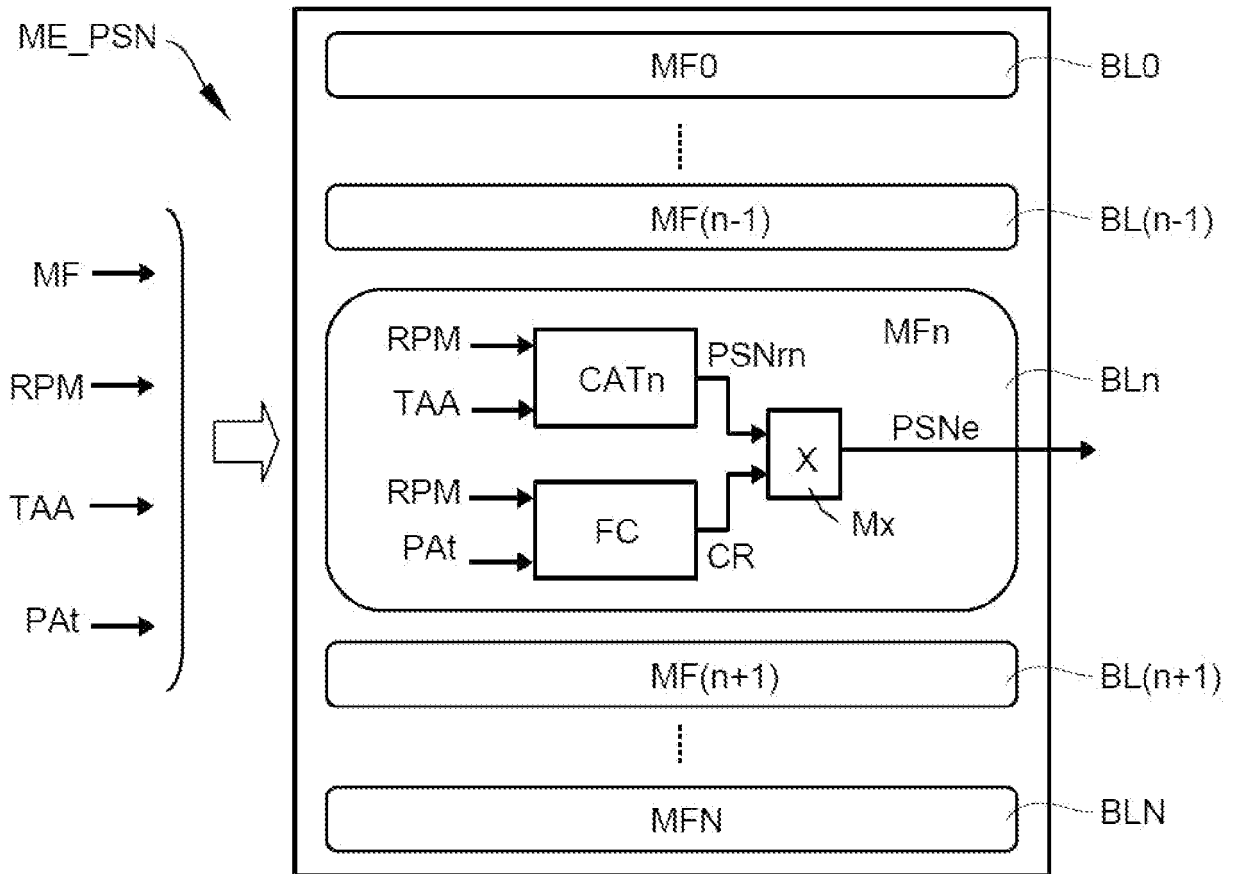 ME_PSN
MF0
BL0
MF(n-1)
BL(n-1)
MF
RPM
TAA
PAt
MFn
BLn
RPM
TAA
CATn
PSNrn
RPM
PAt
FC
CR
X
Mx
PSNe
MF(n+1)
BL(n+1)
MFN
BLN